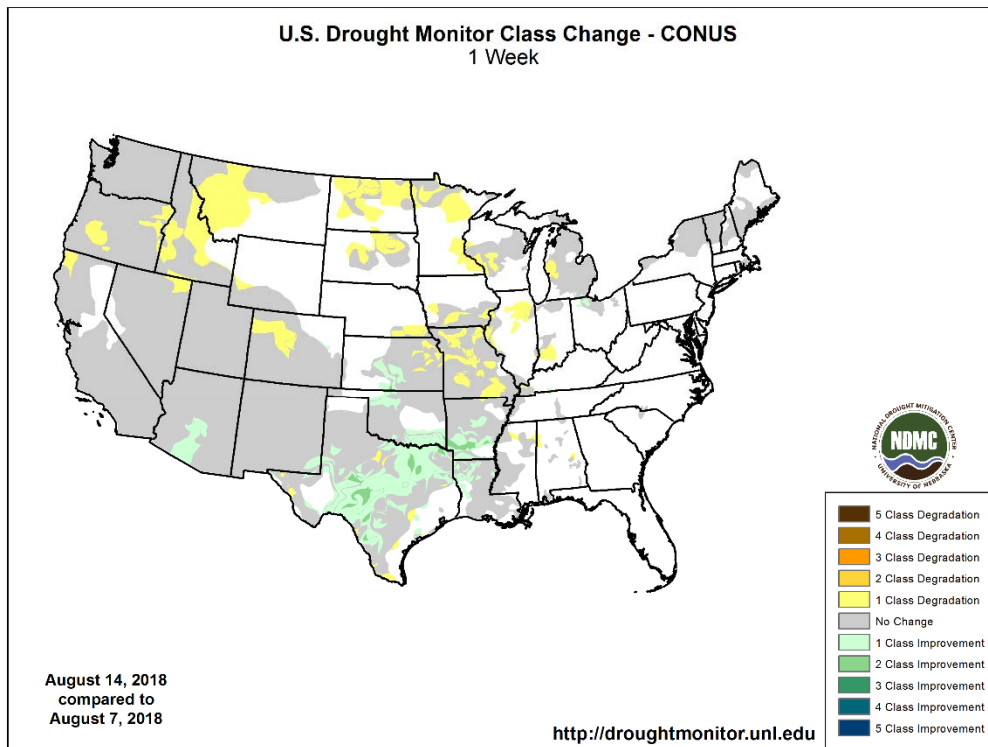 U.S. Drought Monitor Class Change - CONUS
1 Week
NATIONAL DROUGHT MITIGATION CENTER
NDMC
UNIVERSITY OF NEBRASKA
5 Class Degradation
4 Class Degradation
3 Class Degradation
2 Class Degradation
1 Class Degradation
No Change
1 Class Improvement
2 Class Improvement
3 Class Improvement
4 Class Improvement
5 Class Improvement
August 14, 2018
compared to
August 7, 2018
http://droughtmonitor.unl.edu